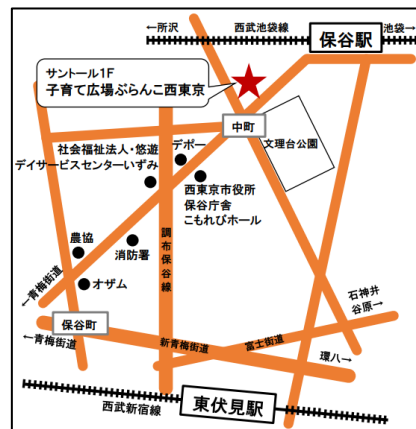 ←所沢
西武池袋線
保谷駅
池袋→
サントール1F
子育て広場ぶらんこ西東京
中町
文理台公園
社会福祉法人・悠遊
デイサービスセンターいずみ
デポー
西東京市役所
保谷庁舎
こもれびホール
調布保谷線
農協
消防署
←青梅街道
オザム
保谷町
←青梅街道
新青梅街道
富士街道
石神井
谷原→
環八→
西武新宿線
東伏見駅